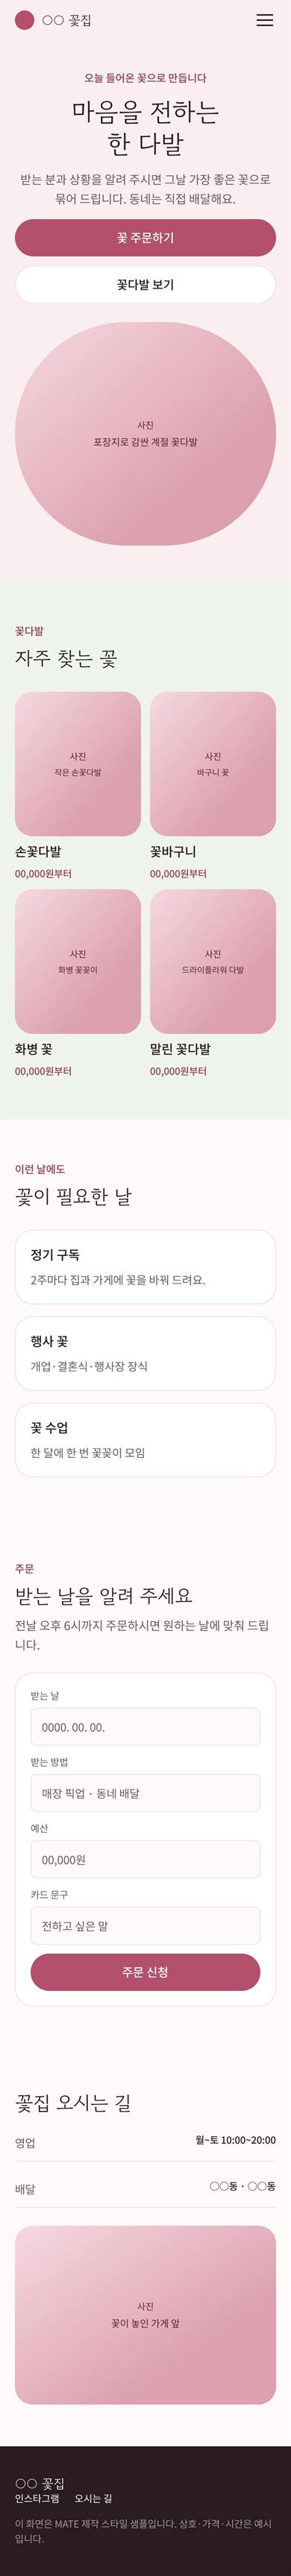 ○○ 꽃집
오늘 들어온 꽃으로 만듭니다
마음을 전하는
한 다발
받는 분과 상황을 알려 주시면 그날 가장 좋은 꽃으로
묶어 드립니다. 동네는 직접 배달해요.
꽃 주문하기
꽃다발 보기
사진
포장지로 감싼 계절 꽃다발
꽃다발
자주 찾는 꽃
사진
작은 손꽃다발
사진
바구니 꽃
손꽃다발
00,000원부터
꽃바구니
00,000원부터
사진
화병 꽃꽂이
사진
드라이플라워 다발
화병 꽃
00,000원부터
말린 꽃다발
00,000원부터
이런 날에도
꽃이 필요한 날
정기 구독
2주마다 집과 가게에 꽃을 바꿔 드려요.
행사 꽃
개업·결혼식·행사장 장식
꽃 수업
한 달에 한 번 꽃꽂이 모임
주문
받는 날을 알려 주세요
전날 오후 6시까지 주문하시면 원하는 날에 맞춰 드립
니다.
받는 날
0000. 00. 00.
받는 방법
매장 픽업 · 동네 배달
예산
00,000원
카드 문구
전하고 싶은 말
주문 신청
꽃집 오시는 길
영업 월~토 10:00~20:00
배달 ○○동 · ○○동
사진
꽃이 놓인 가게 앞
○○ 꽃집
인스타그램 오시는 길
이 화면은 MATE 제작 스타일 샘플입니다. 상호·가격·시간은 예시
입니다.